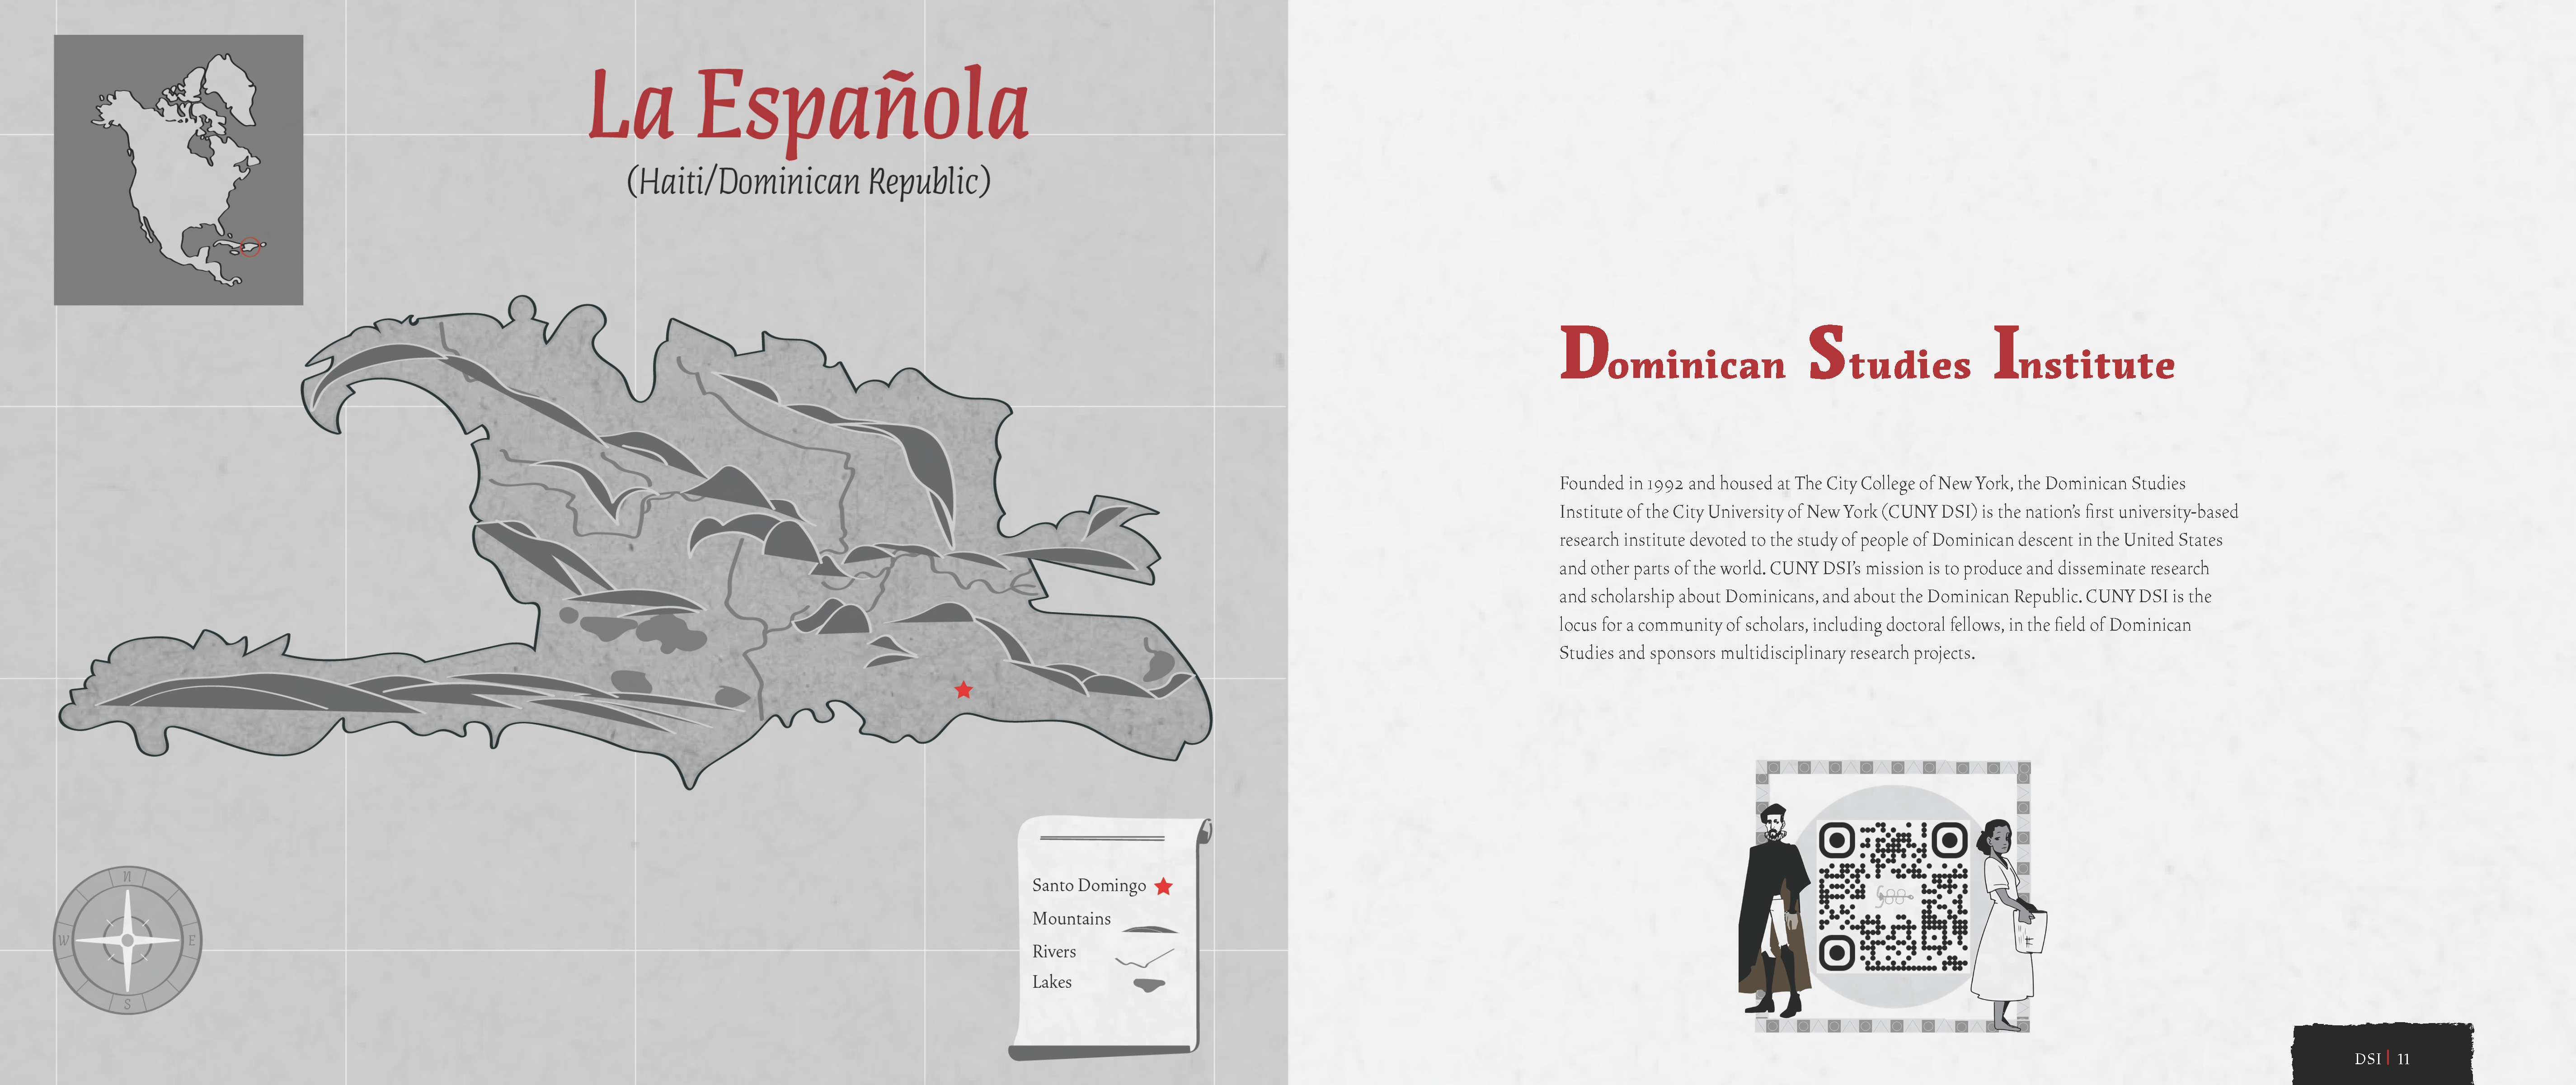 La Española
(Haiti/Dominican Republic)
N
W
E
S
Santo Domingo
Mountains
Rivers
Lakes
Dominican Studies Institute
Founded in 1992 and housed at The City College of New York, the Dominican Studies
Institute of the City University of New York (CUNY DSI) is the nation’s first university-based
research institute devoted to the study of people of Dominican descent in the United States
and other parts of the world. CUNY DSI’s mission is to produce and disseminate research
and scholarship about Dominicans, and about the Dominican Republic. CUNY DSI is the
locus for a community of scholars, including doctoral fellows, in the field of Dominican
Studies and sponsors multidisciplinary research projects.
DSI | 11